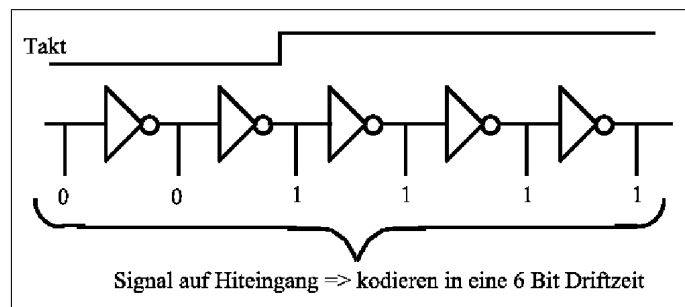 Takt
0 0 1 1 1 1
Signal auf Hiteingang => kodieren in eine 6 Bit Driftzeit